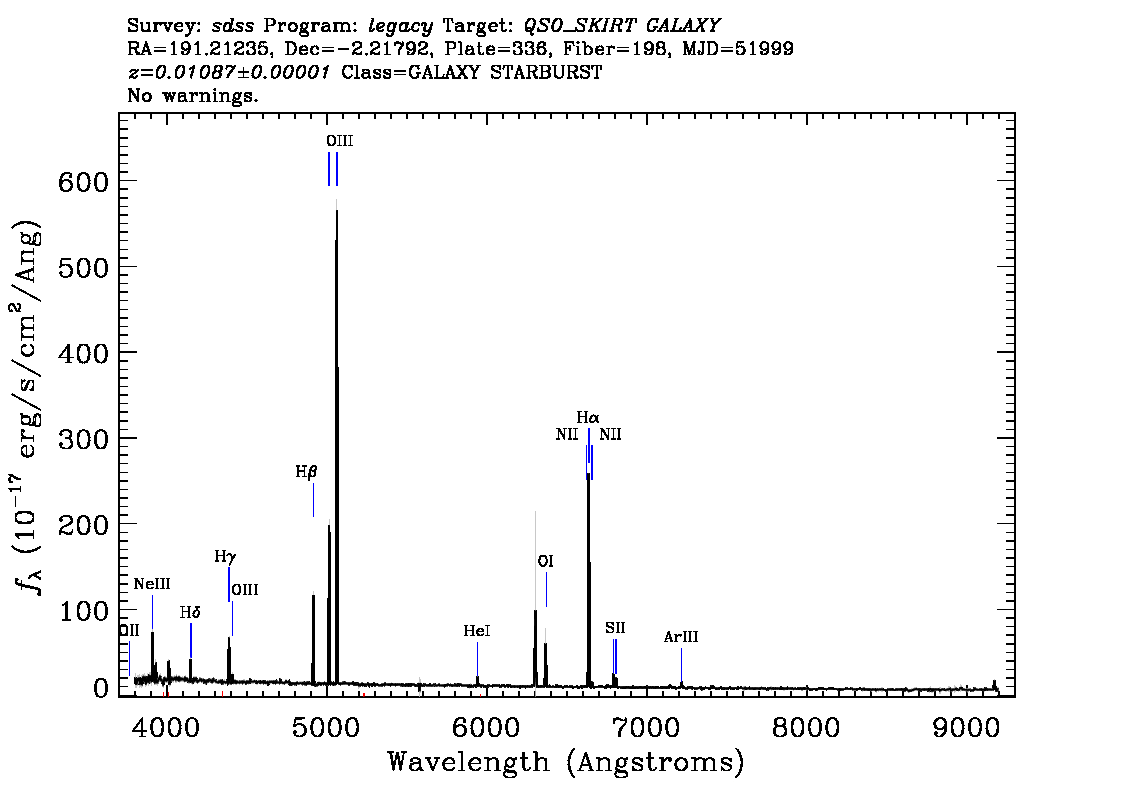 Survey: sdss Program: legacy Target: QSO_SKIRT GALAXY
RA=191.21235, Dec=-2.21792, Plate=336, Fiber=198, MJD=51999
z=0.01087±0.00001 Class=GALAXY STARBURST
No warnings.
OIII
600
500
400
Hα
NII NII
300
Hβ
200
Hγ
OI
NeIII
OIII
Hδ
100
OII
HeI
SII
ArIII
0
4000 5000 6000 7000 8000 9000
Wavelength (Angstroms)
f_λ (10^−17 erg/s/cm^2/Ang)